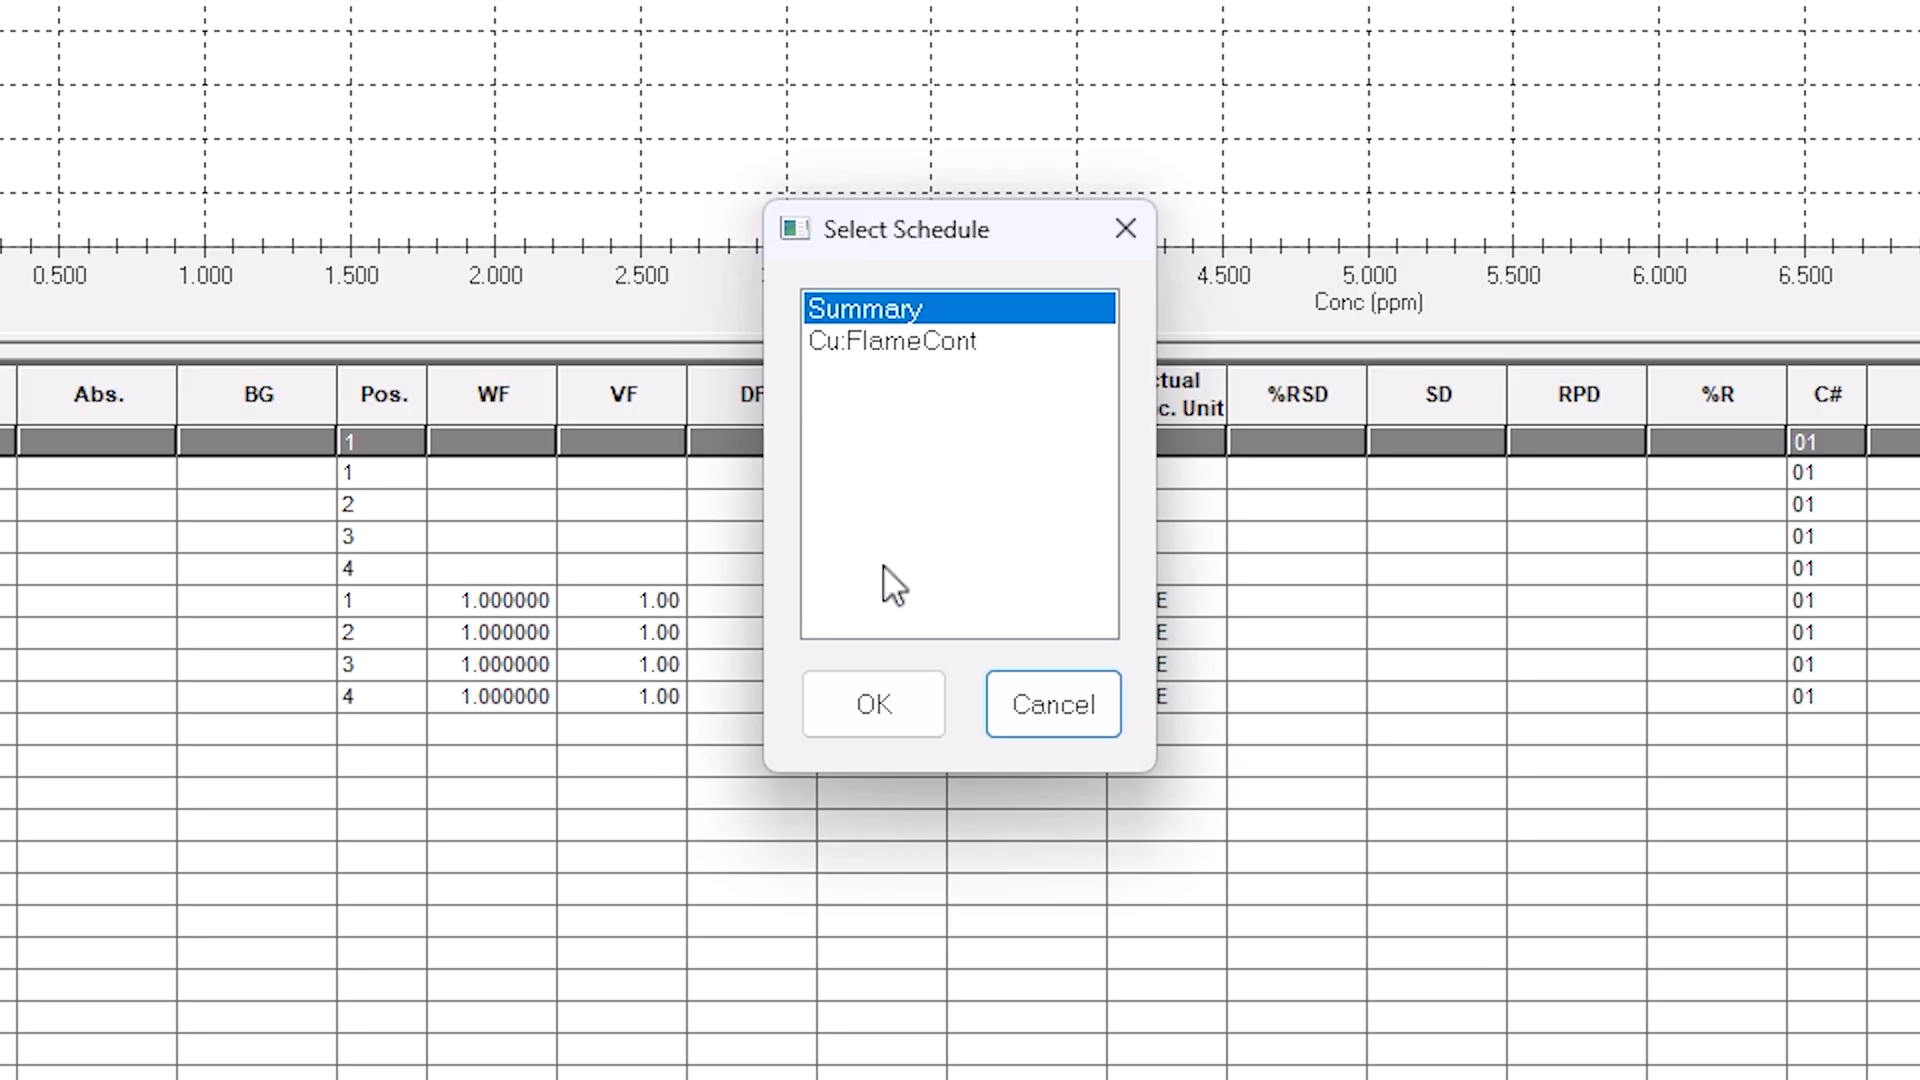 Select Schedule
Summary
Cu:FlameCont
OK Cancel
0.500 1.000 1.500 2.000 2.500 4.500 5.000 5.500 6.000 6.500
Conc (ppm)
Abs. BG Pos. WF VF DF ctual c. Unit %RSD SD RPD %R C#
1 01
1 01
2 01
3 01
4 01
1 1.000000 1.00 E 01
2 1.000000 1.00 E 01
3 1.000000 1.00 E 01
4 1.000000 1.00 E 01